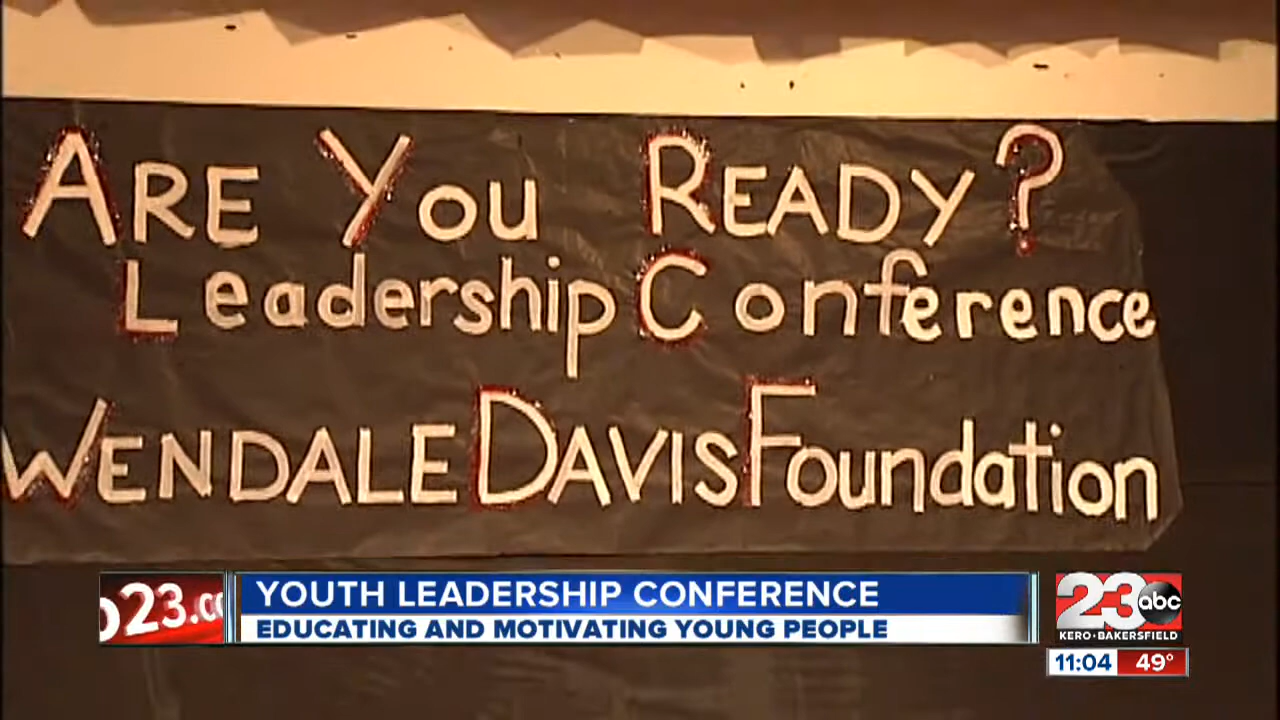 ARE YOU READY?
Leadership Conference
WENDALE DAVIS Foundation
YOUTH LEADERSHIP CONFERENCE
EDUCATING AND MOTIVATING YOUNG PEOPLE
23 abc
KERO·BAKERSFIELD
11:04 49°